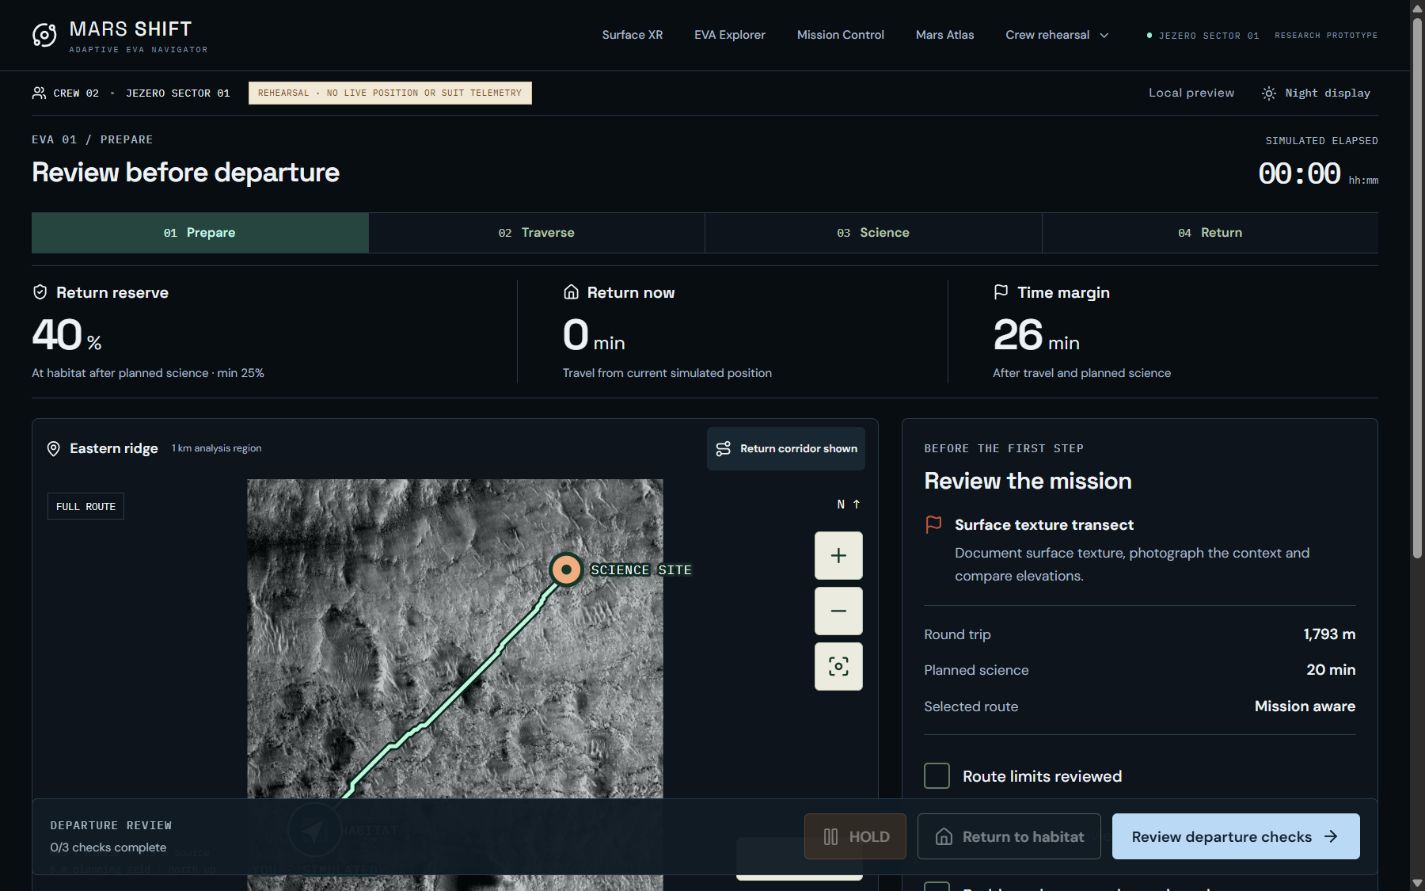 MARS SHIFT
ADAPTIVE EVA NAVIGATOR
Surface XR
EVA Explorer
Mission Control
Mars Atlas
Crew rehearsal
JEZERO SECTOR 01
RESEARCH PROTOTYPE
CREW 02 · JEZERO SECTOR 01
REHEARSAL · NO LIVE POSITION OR SUIT TELEMETRY
Local preview
Night display
EVA 01 / PREPARE
Review before departure
SIMULATED ELAPSED
00:00 hh:mm
01 Prepare
02 Traverse
03 Science
04 Return
Return reserve
40 %
At habitat after planned science · min 25%
Return now
0 min
Travel from current simulated position
Time margin
26 min
After travel and planned science
Eastern ridge
1 km analysis region
Return corridor shown
FULL ROUTE
N ↑
SCIENCE SITE
HABITAT
BEFORE THE FIRST STEP
Review the mission
Surface texture transect
Document surface texture, photograph the context and
compare elevations.
Round trip
1,793 m
Planned science
20 min
Selected route
Mission aware
Route limits reviewed
DEPARTURE REVIEW
0/3 checks complete
HOLD
Return to habitat
Review departure checks